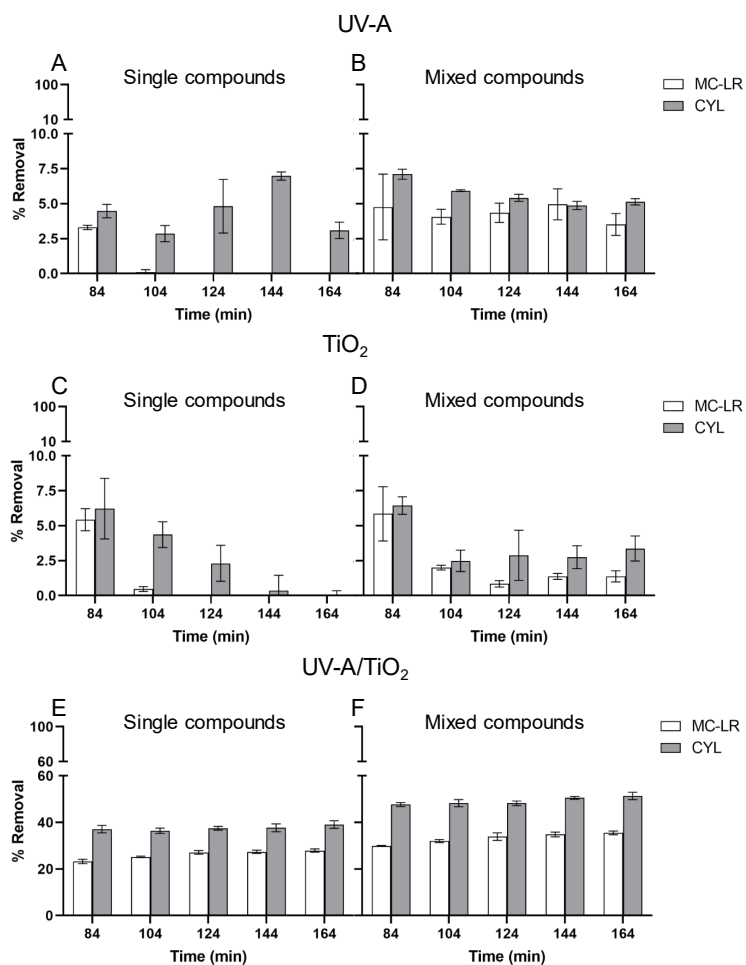 UV-A
A B
Single compounds Mixed compounds
MC-LR
CYL
100
10
10.0
7.5
5.0
2.5
0.0
% Removal
84 104 124 144 164 84 104 124 144 164
Time (min) Time (min)
TiO₂
C D
Single compounds Mixed compounds
MC-LR
CYL
100
10
10.0
7.5
5.0
2.5
0.0
% Removal
84 104 124 144 164 84 104 124 144 164
Time (min) Time (min)
UV-A/TiO₂
E F
Single compounds Mixed compounds
MC-LR
CYL
100
60
60
40
20
0
% Removal
84 104 124 144 164 84 104 124 144 164
Time (min) Time (min)